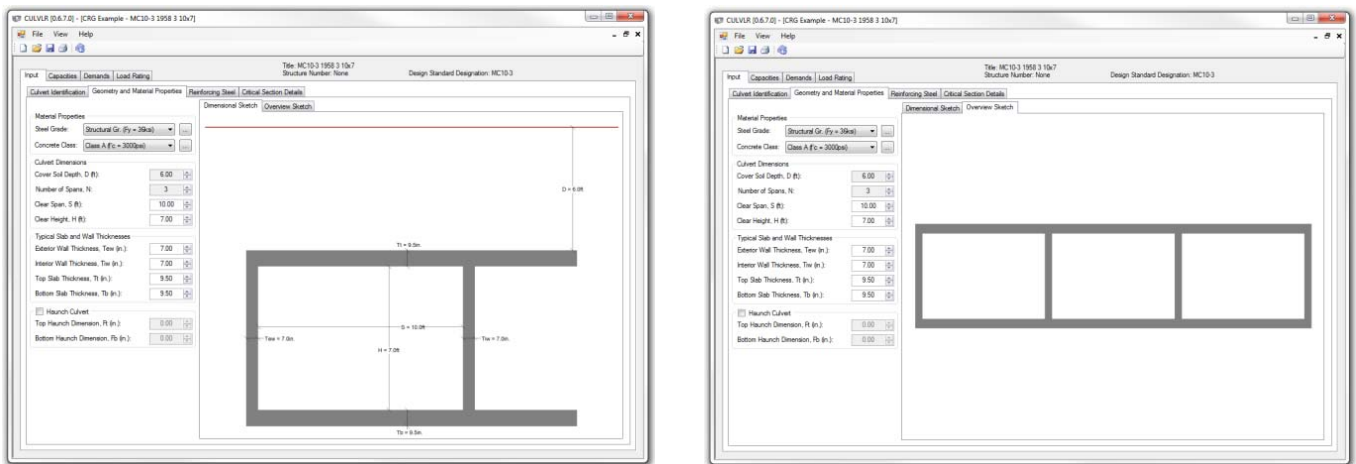 CULVLR [0.6.7.0] - [CRG Example - MC10-3 1958 3 10x7]
File View Help
Title: MC10-3 1958 3 10x7
Structure Number: None Design Standard Designation: MC10-3
Input Capacities Demands Load Rating
Culvert Identification Geometry and Material Properties Reinforcing Steel Critical Section Details
Dimensional Sketch Overview Sketch
Material Properties
Steel Grade: Structural Gr. (Fy = 36ksi) ...
Concrete Class: Class A (f'c = 3000psi) ...
Culvert Dimensions
Cover Soil Depth, D (ft): 6.00
Number of Spans, N: 3
Clear Span, S (ft): 10.00
Clear Height, H (ft): 7.00
Typical Slab and Wall Thicknesses
Exterior Wall Thickness, Tew (in.): 7.00
Interior Wall Thickness, Tiw (in.): 7.00
Top Slab Thickness, Tt (in.): 9.50
Bottom Slab Thickness, Tb (in.): 9.50
Haunch Culvert
Top Haunch Dimension, Ft (in.): 0.00
Bottom Haunch Dimension, Fb (in.): 0.00
D = 6.0ft
Tt = 9.5in.
S = 10.0ft
Tew = 7.0in.
Tiw = 7.0in.
H = 7.0ft
Tb = 9.5in.
CULVLR [0.6.7.0] - [CRG Example - MC10-3 1958 3 10x7]
File View Help
Title: MC10-3 1958 3 10x7
Structure Number: None Design Standard Designation: MC10-3
Input Capacities Demands Load Rating
Culvert Identification Geometry and Material Properties Reinforcing Steel Critical Section Details
Dimensional Sketch Overview Sketch
Material Properties
Steel Grade: Structural Gr. (Fy = 36ksi) ...
Concrete Class: Class A (f'c = 3000psi) ...
Culvert Dimensions
Cover Soil Depth, D (ft): 6.00
Number of Spans, N: 3
Clear Span, S (ft): 10.00
Clear Height, H (ft): 7.00
Typical Slab and Wall Thicknesses
Exterior Wall Thickness, Tew (in.): 7.00
Interior Wall Thickness, Tiw (in.): 7.00
Top Slab Thickness, Tt (in.): 9.50
Bottom Slab Thickness, Tb (in.): 9.50
Haunch Culvert
Top Haunch Dimension, Ft (in.): 0.00
Bottom Haunch Dimension, Fb (in.): 0.00